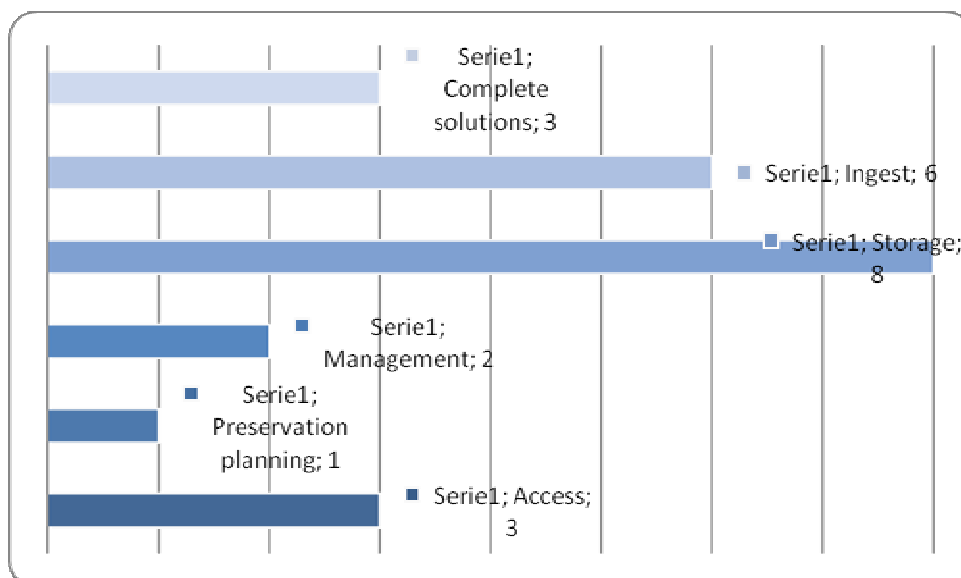 Serie1;
Complete
solutions; 3
Serie1; Ingest; 6
Serie1; Storage;
8
Serie1;
Management; 2
Serie1;
Preservation
planning; 1
Serie1; Access;
3